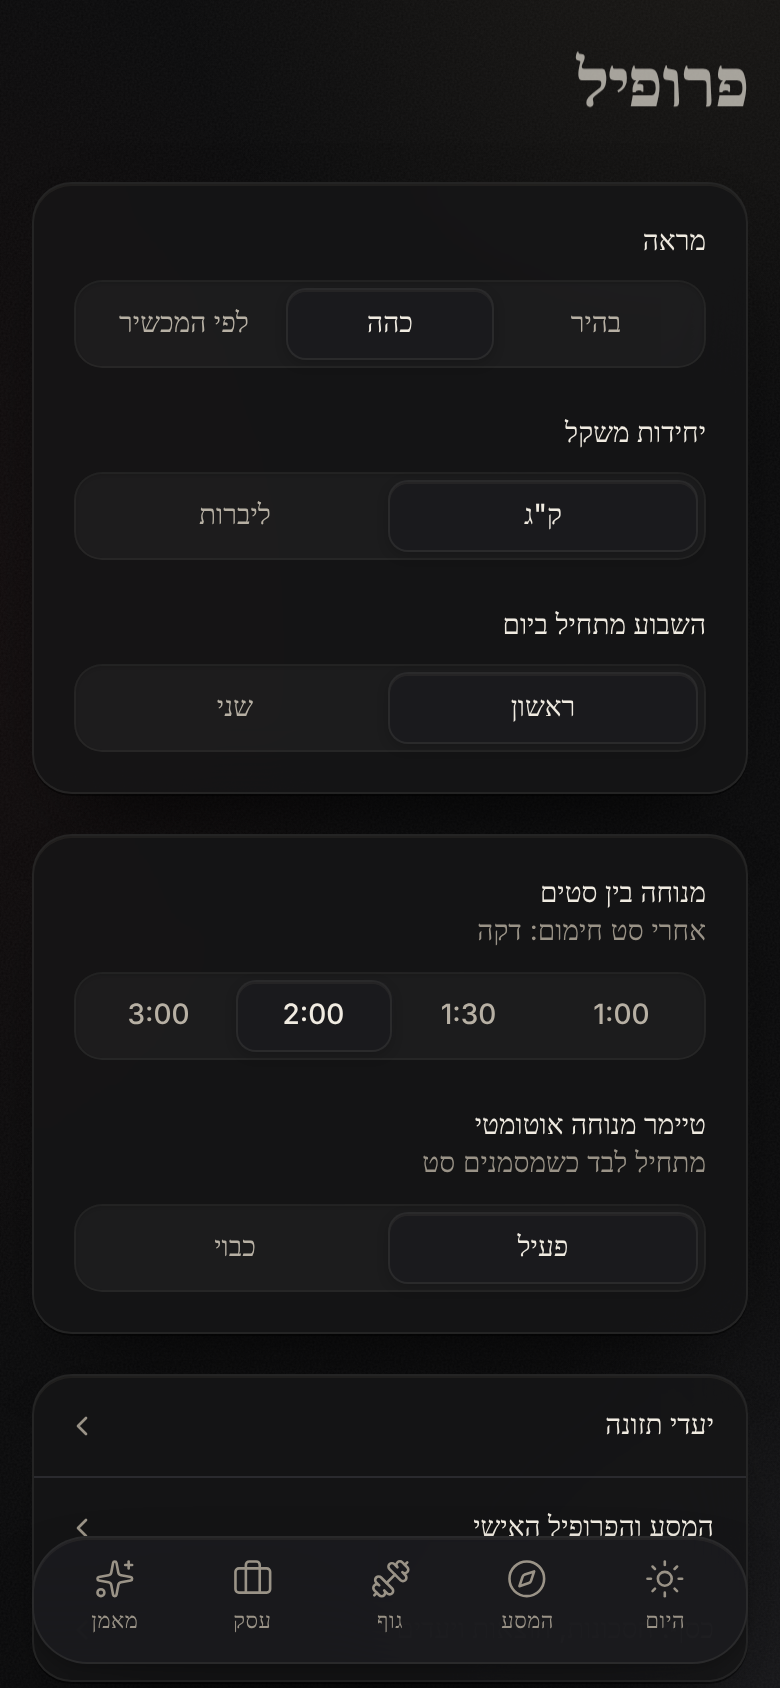 פרופיל
מראה
בהיר
כהה
לפי המכשיר
יחידות משקל
ק"ג
ליברות
השבוע מתחיל ביום
ראשון
שני
מנוחה בין סטים
אחרי סט חימום: דקה
1:00
1:30
2:00
3:00
טיימר מנוחה אוטומטי
מתחיל לבד כשמסמנים סט
פעיל
כבוי
יעדי תזונה
המסע והפרופיל האישי
היום
המסע
גוף
עסק
מאמן